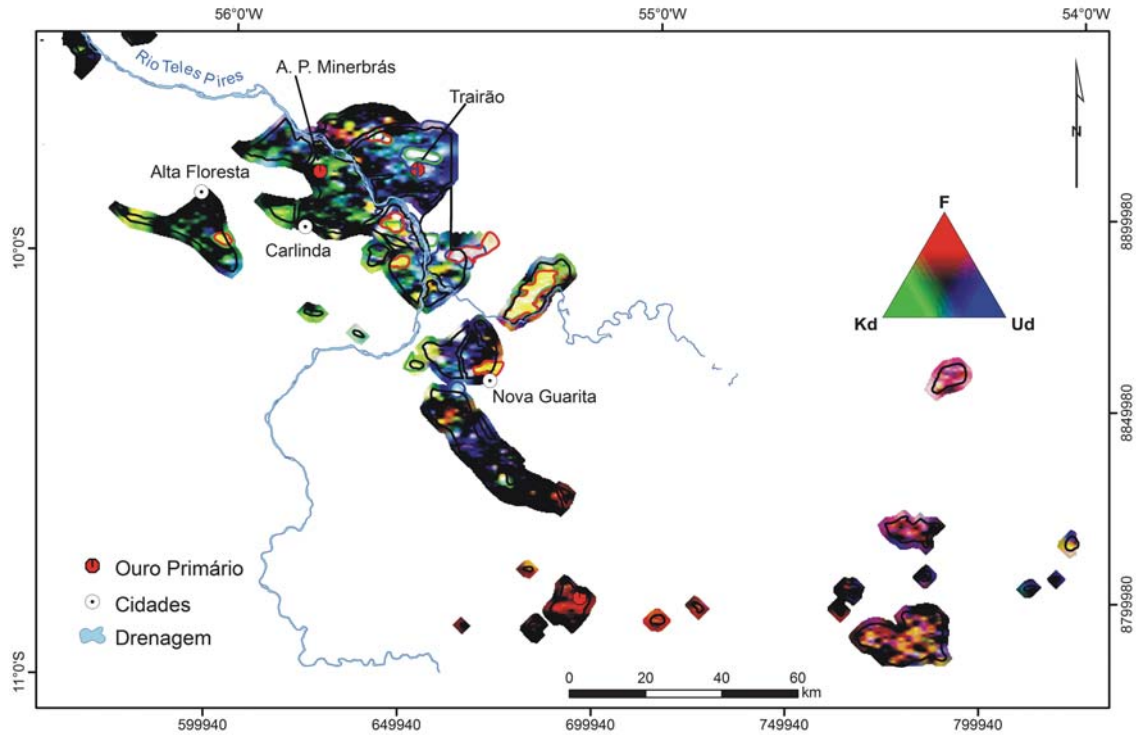 56°0'W
55°0'W
54°0'W
Rio Teles Pires
A. P. Minerbrás
Trairão
N
Alta Floresta
F
8899980
10°0'S
Carlinda
Kd
Ud
Nova Guarita
8849980
Ouro Primário
Cidades
8799980
Drenagem
11°0'S
0
20
40
60
km
599940
649940
699940
749940
799940